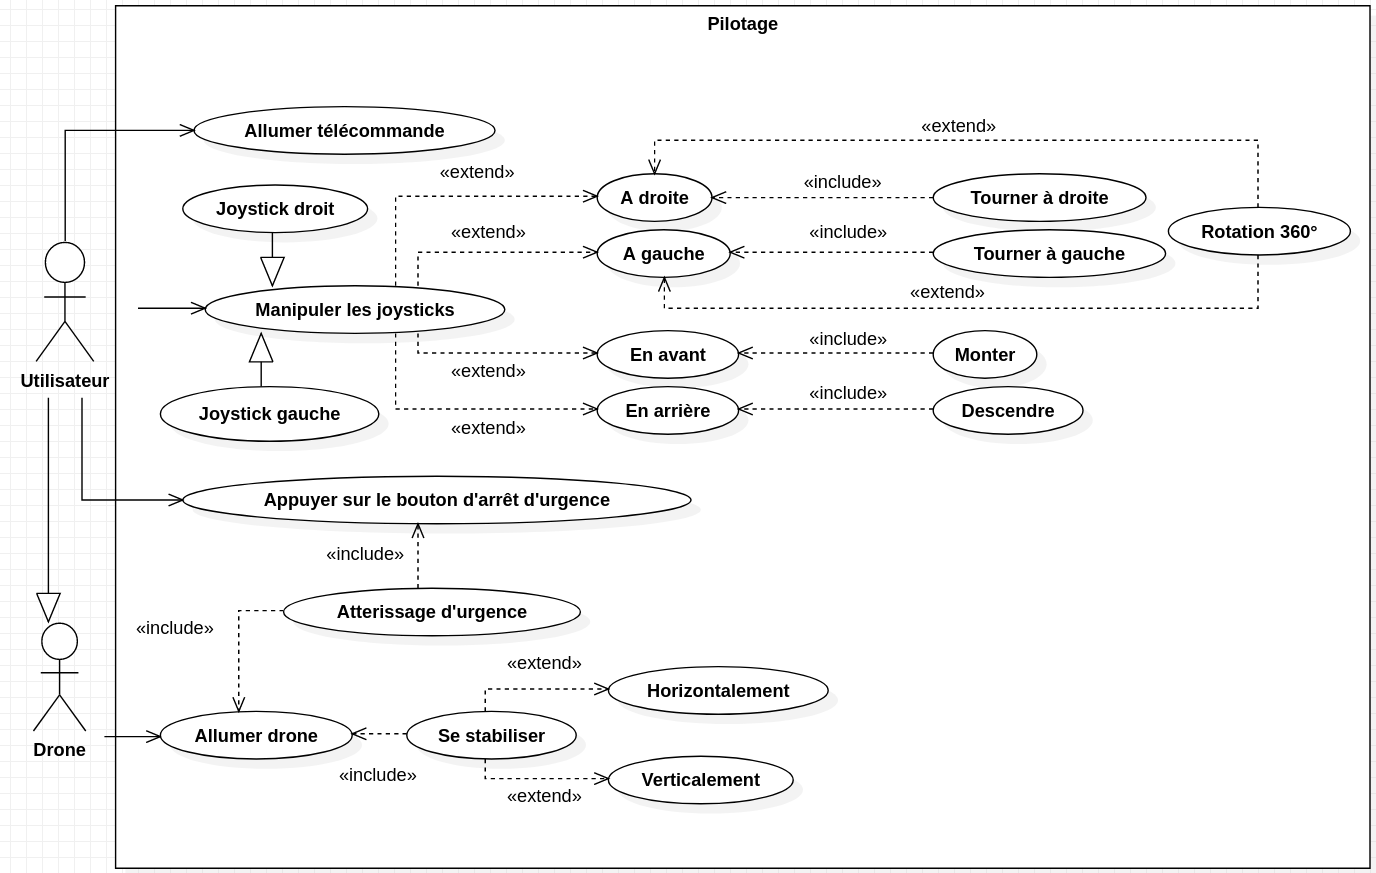 Pilotage
Allumer télécommande
«extend»
«extend»
A droite
«include»
Tourner à droite
Joystick droit
«extend»
A gauche
«include»
Tourner à gauche
Rotation 360°
«extend»
Manipuler les joysticks
En avant
«include»
Monter
«extend»
Utilisateur
Joystick gauche
En arrière
«include»
Descendre
«extend»
Appuyer sur le bouton d'arrêt d'urgence
«include»
Atterissage d'urgence
«include»
«extend»
Horizontalement
Drone
Allumer drone
Se stabiliser
«include»
Verticalement
«extend»